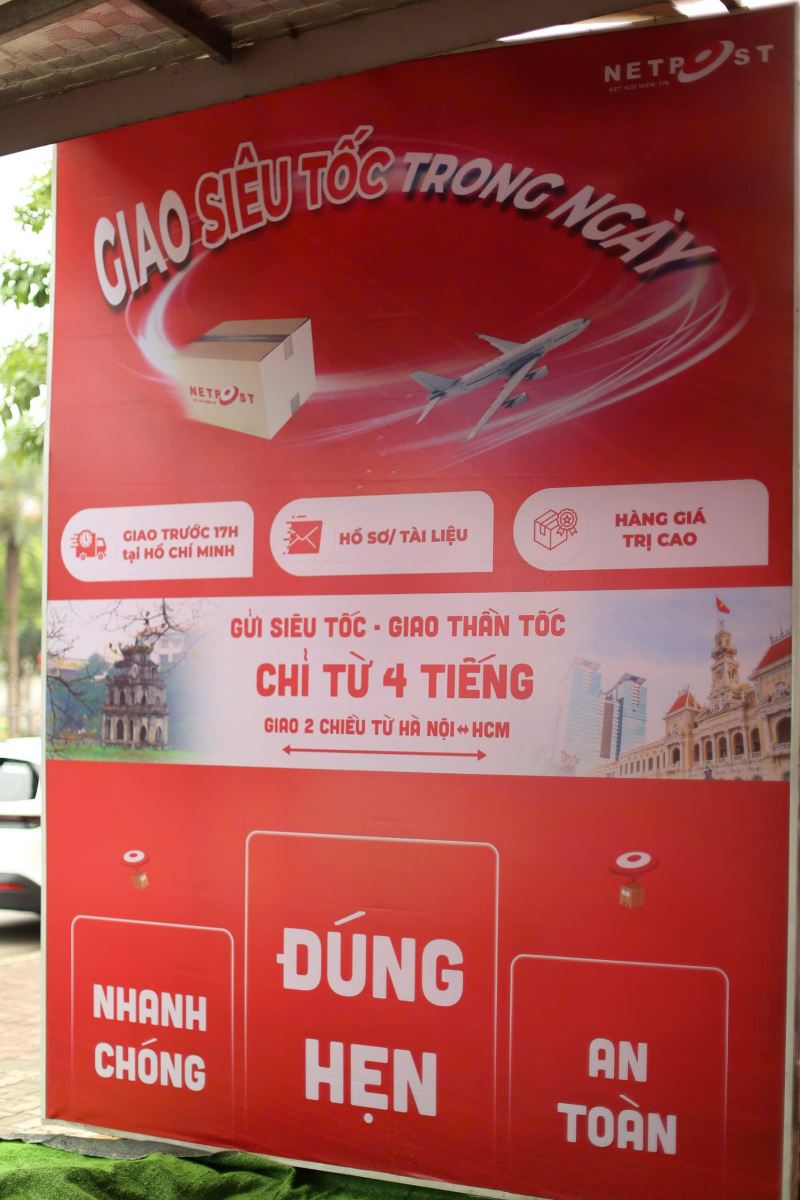 NETPOST
KẾT NỐI NIỀM TIN
GIAO SIÊU TỐC TRONG NGÀY
NETPOST
GIAO TRƯỚC 17H
tại HỒ CHÍ MINH
HỒ SƠ/ TÀI LIỆU
HÀNG GIÁ
TRỊ CAO
GỬI SIÊU TỐC - GIAO THẦN TỐC
CHỈ TỪ 4 TIẾNG
GIAO 2 CHIỀU TỪ HÀ NỘI↔HCM
NHANH
CHÓNG
ĐÚNG
HẸN
AN
TOÀN